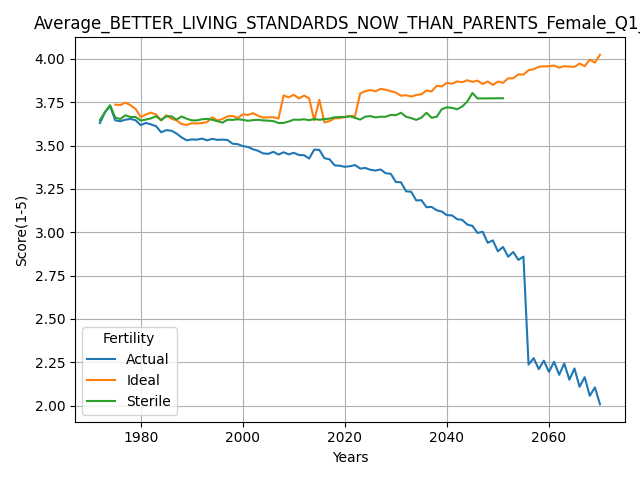 Average_BETTER_LIVING_STANDARDS_NOW_THAN_PARENTS_Female_Q1_
Score(1-5)
4.00
3.75
3.50
3.25
3.00
2.75
2.50
2.25
2.00
Fertility
Actual
Ideal
Sterile
1980 2000 2020 2040 2060
Years